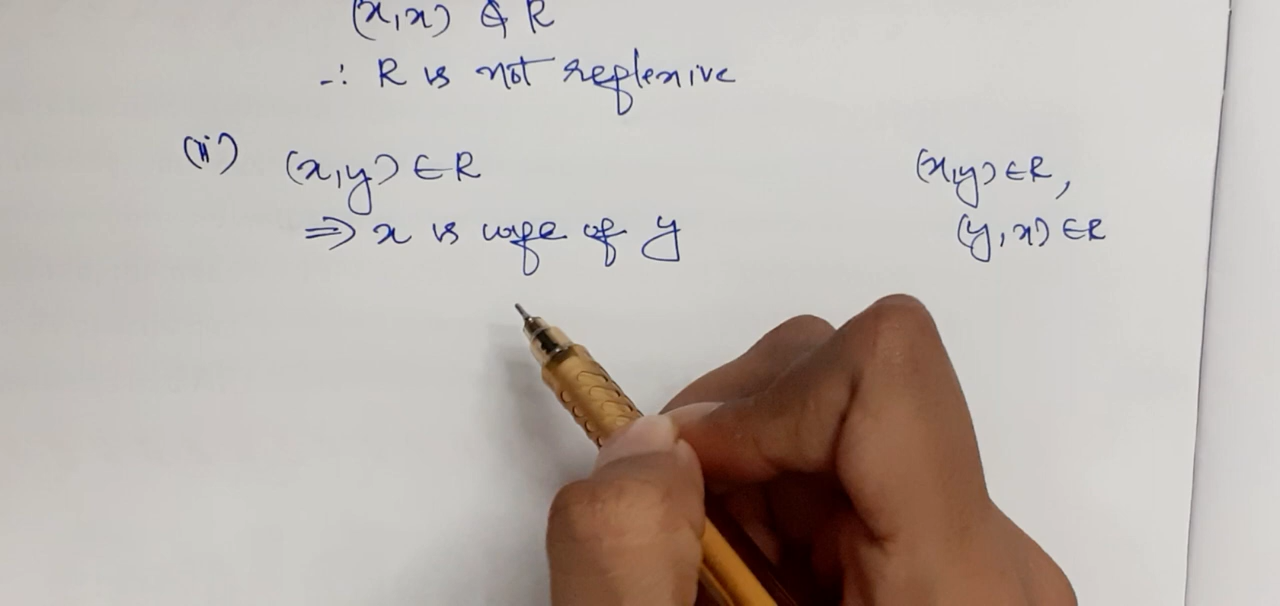 (x,x) ∉ R
∴ R is not reflexive
(ii) (x,y) ∈ R
⇒ x is wife of y
(x,y) ∈ R,
(y,x) ∈ R